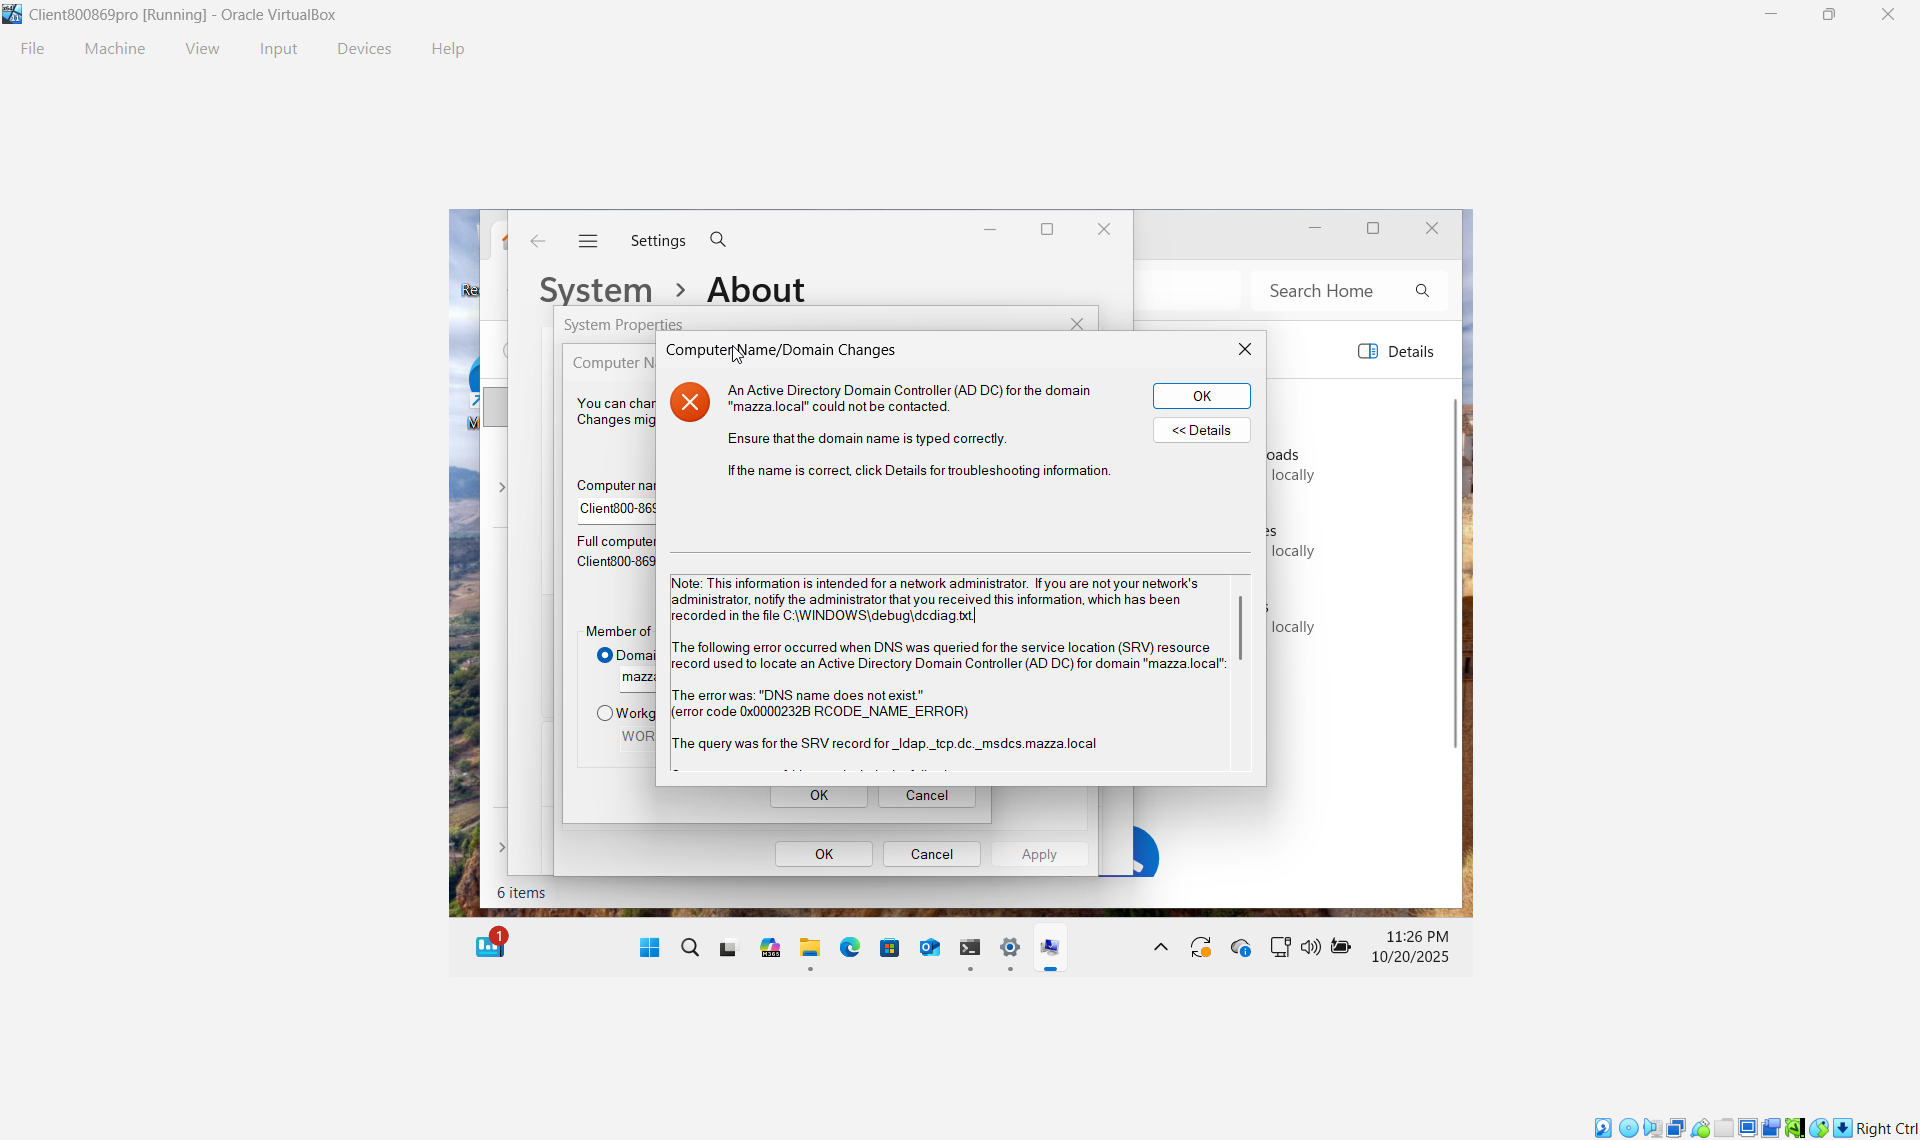 Client800869pro [Running] - Oracle VirtualBox
File Machine View Input Devices Help
Settings
System > About
Search Home
System Properties
Computer Name/Domain Changes
Details
Computer N
You can char
Changes mig
An Active Directory Domain Controller (AD DC) for the domain
"mazza.local" could not be contacted.
OK
<< Details
Ensure that the domain name is typed correctly.
If the name is correct, click Details for troubleshooting information.
oads
locally
Computer nar
Client800-869
es
locally
Full computer
Client800-869
Note: This information is intended for a network administrator. If you are not your network's
administrator, notify the administrator that you received this information, which has been
recorded in the file C:\WINDOWS\debug\dcdiag.txt.
s
locally
Member of
The following error occurred when DNS was queried for the service location (SRV) resource
record used to locate an Active Directory Domain Controller (AD DC) for domain "mazza.local":
Domai
mazza
The error was: "DNS name does not exist."
(error code 0x0000232B RCODE_NAME_ERROR)
Workg
WOR
The query was for the SRV record for _ldap._tcp.dc._msdcs.mazza.local
OK Cancel
OK Cancel Apply
6 items
1
11:26 PM
10/20/2025
Right Ctrl